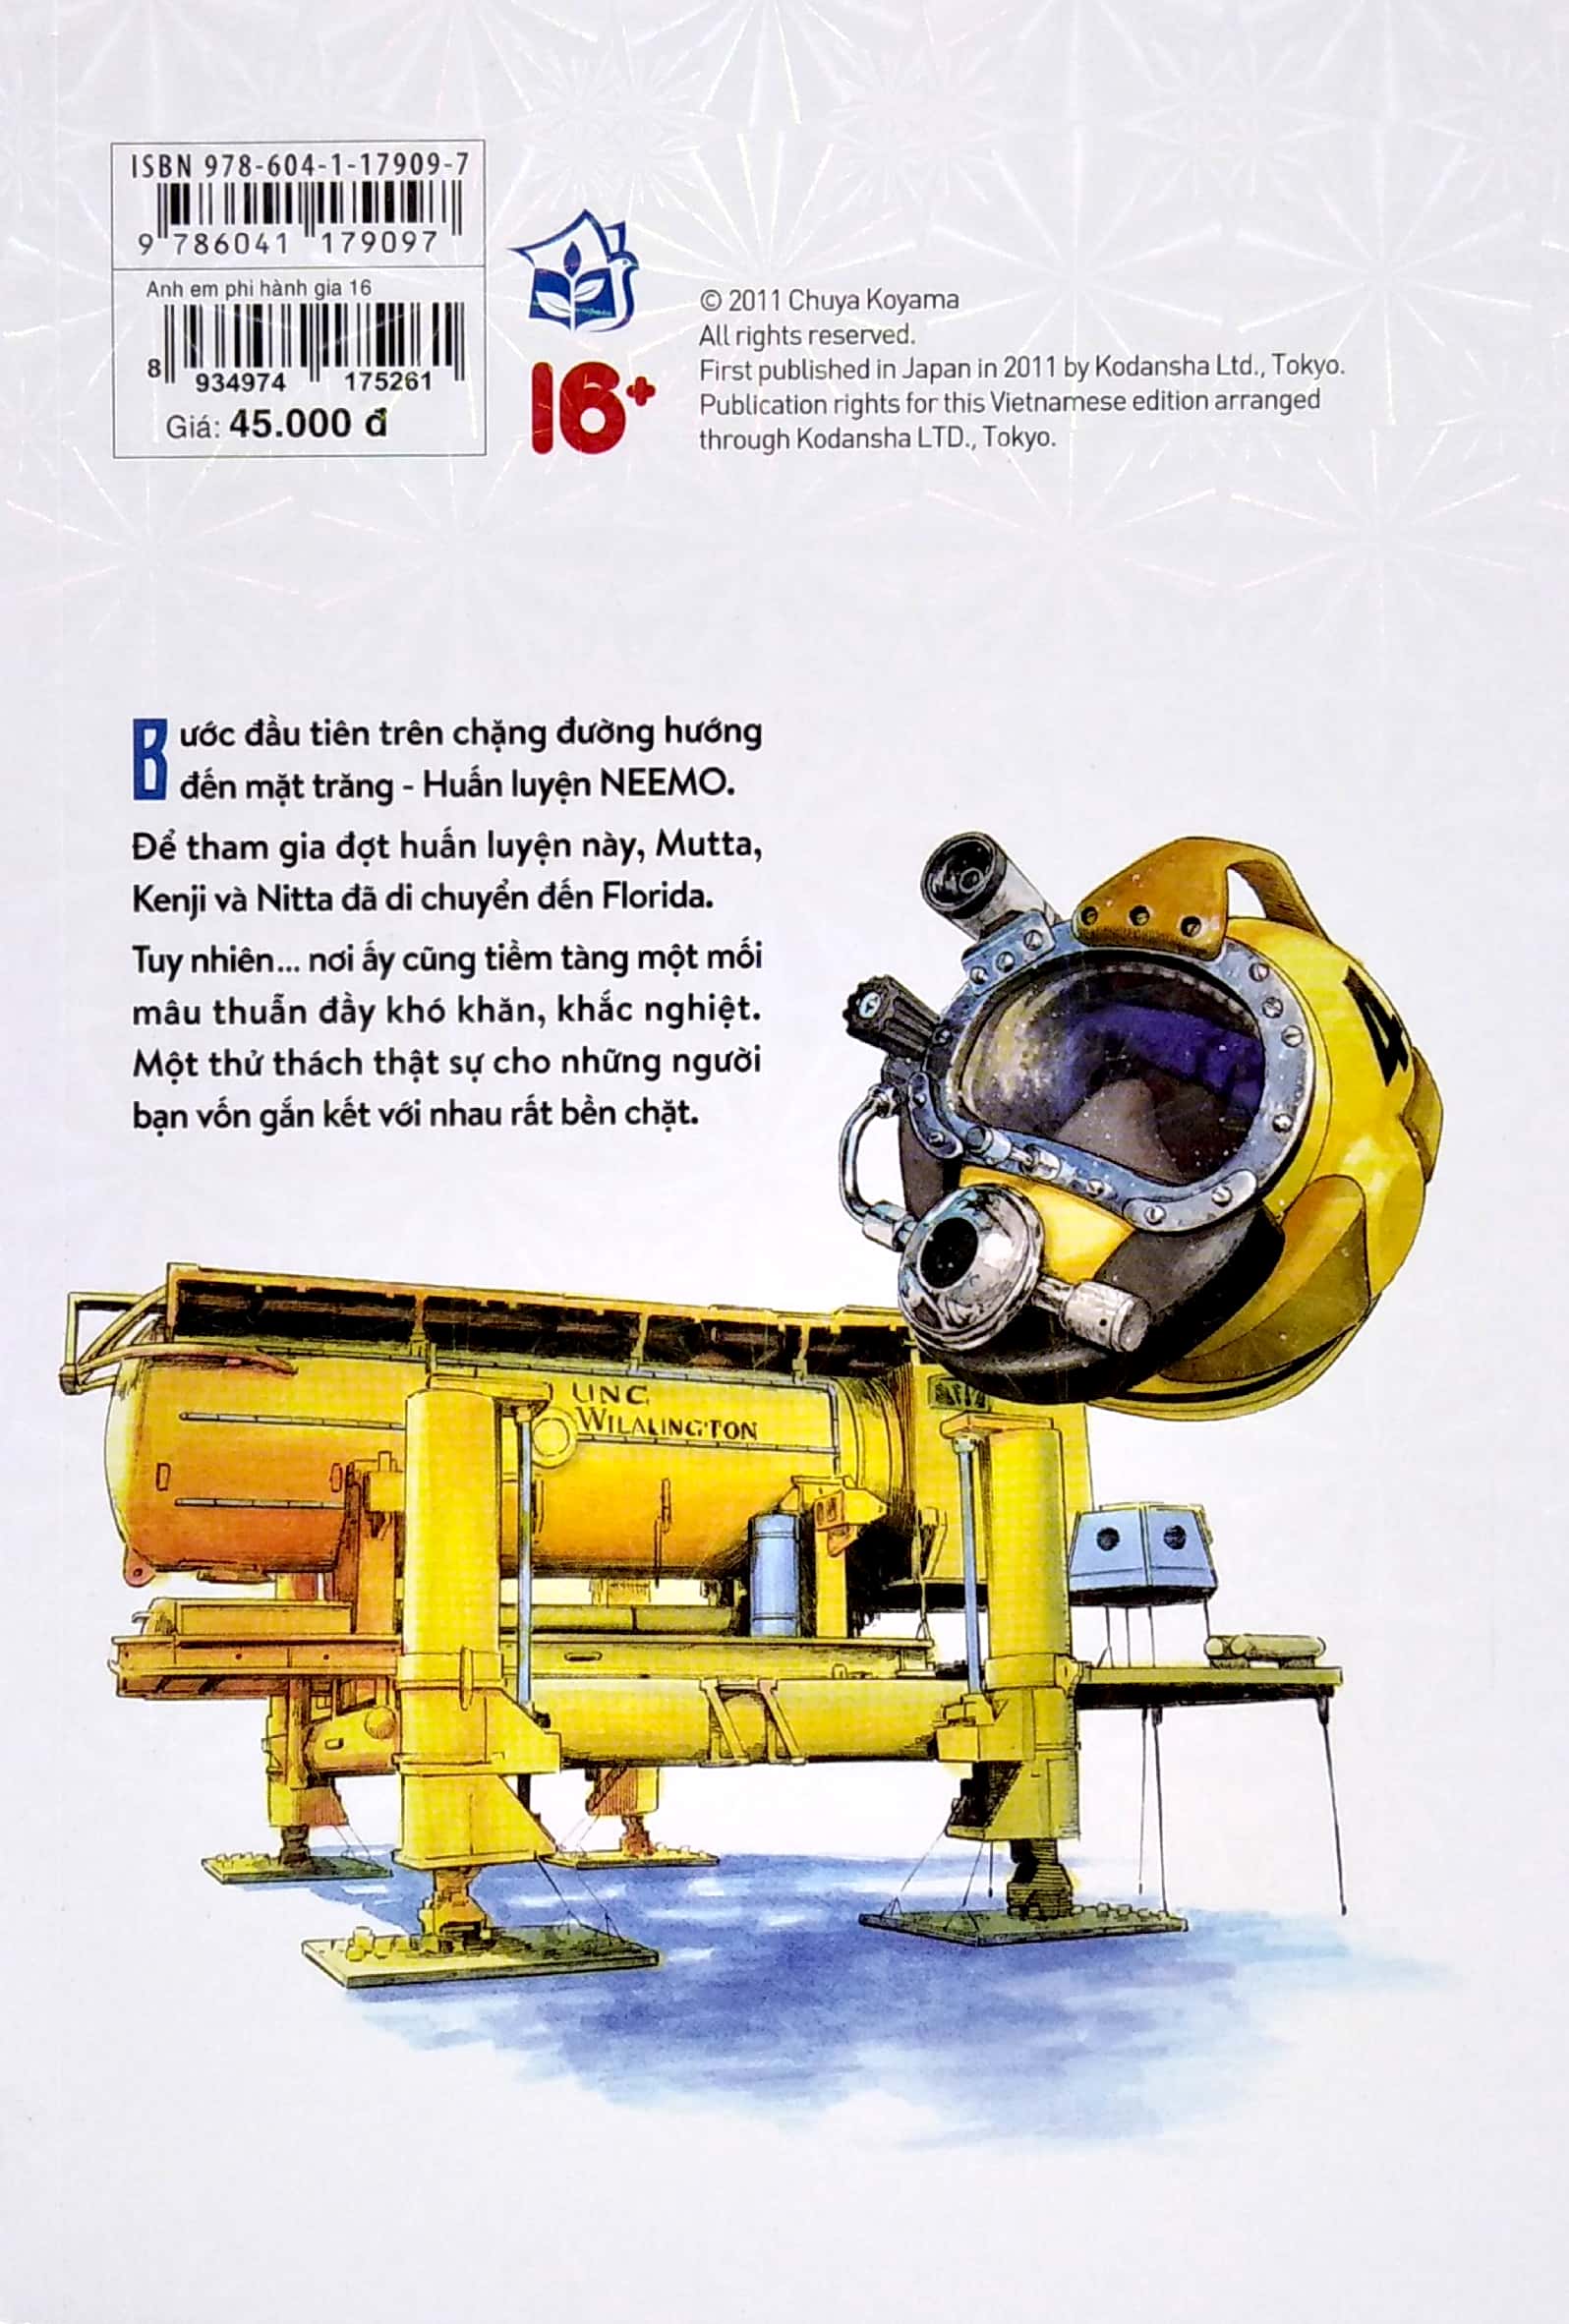 ISBN 978-604-1-17909-7
9 786041 179097
Anh em phi hành gia 16
8 934974 175261
Giá: 45.000 đ
16+
© 2011 Chuya Koyama
All rights reserved.
First published in Japan in 2011 by Kodansha Ltd., Tokyo.
Publication rights for this Vietnamese edition arranged
through Kodansha LTD., Tokyo.
Bước đầu tiên trên chặng đường hướng
đến mặt trăng - Huấn luyện NEEMO.
Để tham gia đợt huấn luyện này, Mutta,
Kenji và Nitta đã di chuyển đến Florida.
Tuy nhiên... nơi ấy cũng tiềm tàng một mối
mâu thuẫn đầy khó khăn, khắc nghiệt.
Một thử thách thật sự cho những người
bạn vốn gắn kết với nhau rất bền chặt.
4
UNC
WILALINGTON